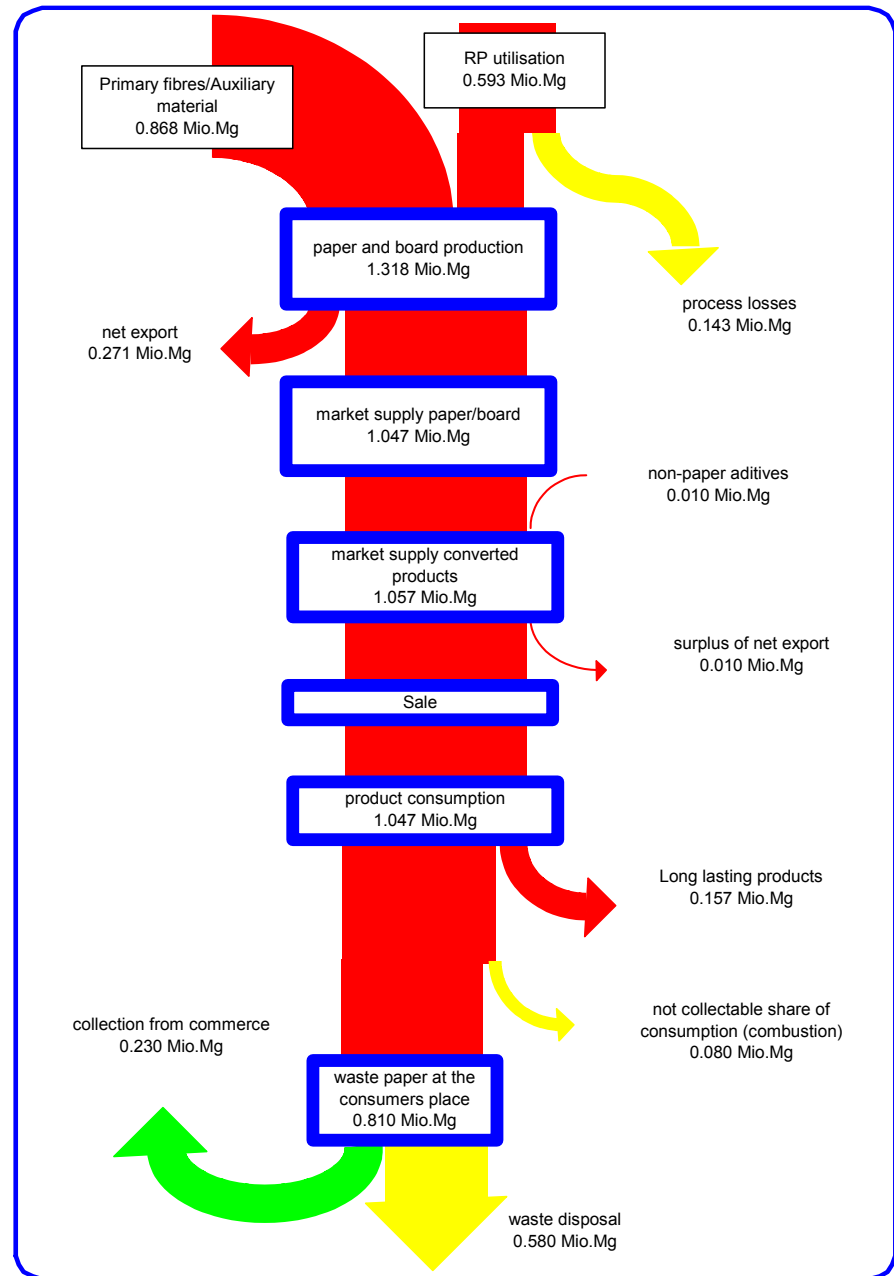 RP utilisation
0.593 Mio.Mg
Primary fibres/Auxiliary
material
0.868 Mio.Mg
paper and board production
1.318 Mio.Mg
process losses
0.143 Mio.Mg
net export
0.271 Mio.Mg
market supply paper/board
1.047 Mio.Mg
non-paper aditives
0.010 Mio.Mg
market supply converted
products
1.057 Mio.Mg
surplus of net export
0.010 Mio.Mg
Sale
product consumption
1.047 Mio.Mg
Long lasting products
0.157 Mio.Mg
not collectable share of
consumption (combustion)
0.080 Mio.Mg
collection from commerce
0.230 Mio.Mg
waste paper at the
consumers place
0.810 Mio.Mg
waste disposal
0.580 Mio.Mg